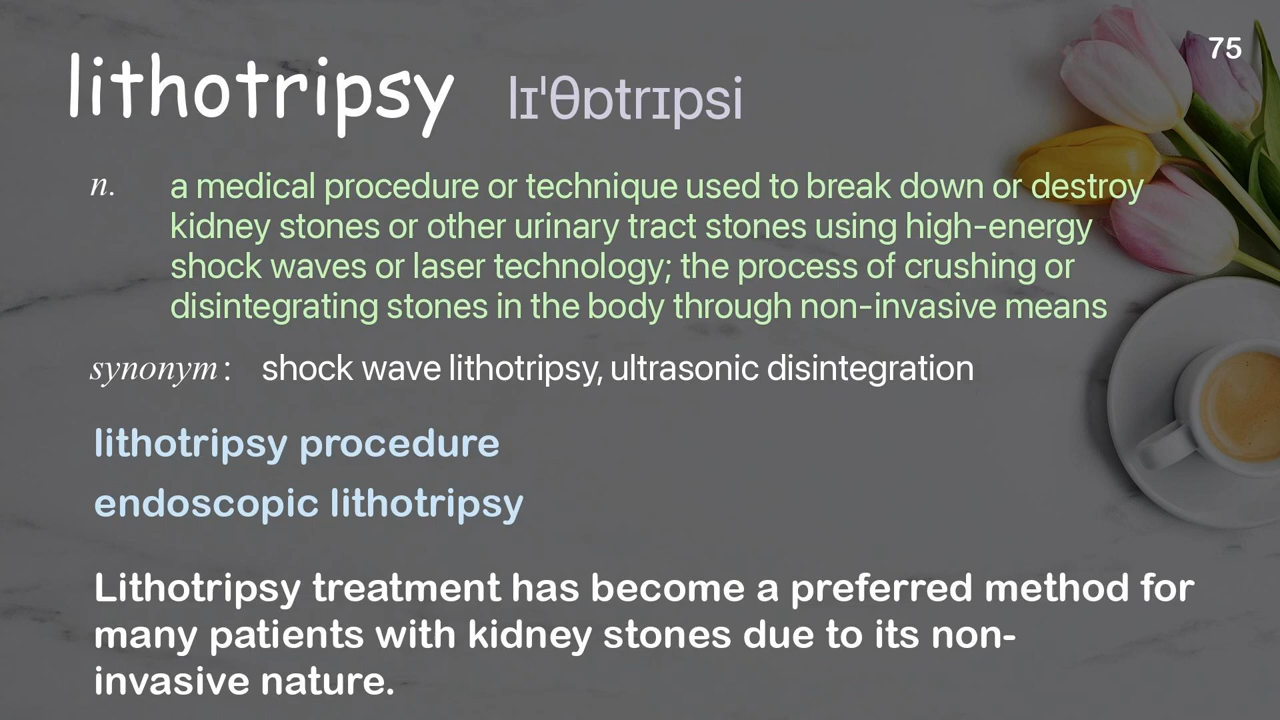 75
lithotripsy lɪˈθɒtrɪpsi
n. a medical procedure or technique used to break down or destroy
kidney stones or other urinary tract stones using high-energy
shock waves or laser technology; the process of crushing or
disintegrating stones in the body through non-invasive means
synonym: shock wave lithotripsy, ultrasonic disintegration
lithotripsy procedure
endoscopic lithotripsy
Lithotripsy treatment has become a preferred method for
many patients with kidney stones due to its non-
invasive nature.